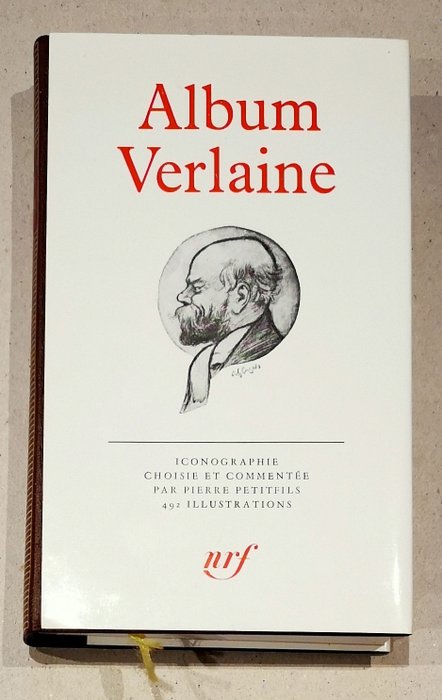 Album
Verlaine
ICONOGRAPHIE
CHOISIE ET COMMENTÉE
PAR PIERRE PETITFILS
492 ILLUSTRATIONS
nrf